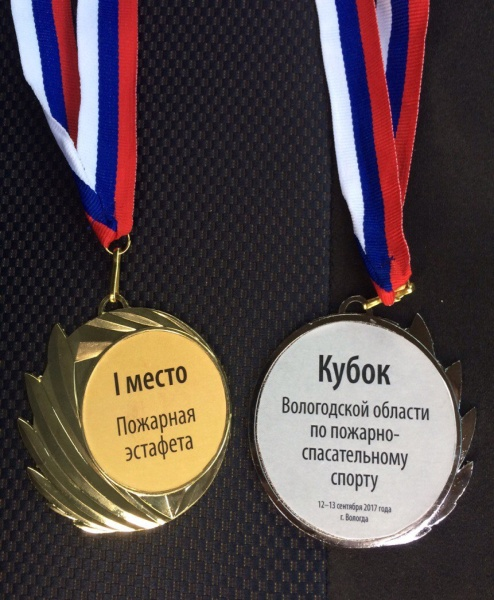 I место
Пожарная
эстафета
Кубок
Вологодской области
по пожарно-
спасательному
спорту
12–13 сентября 2017 года
г. Вологда